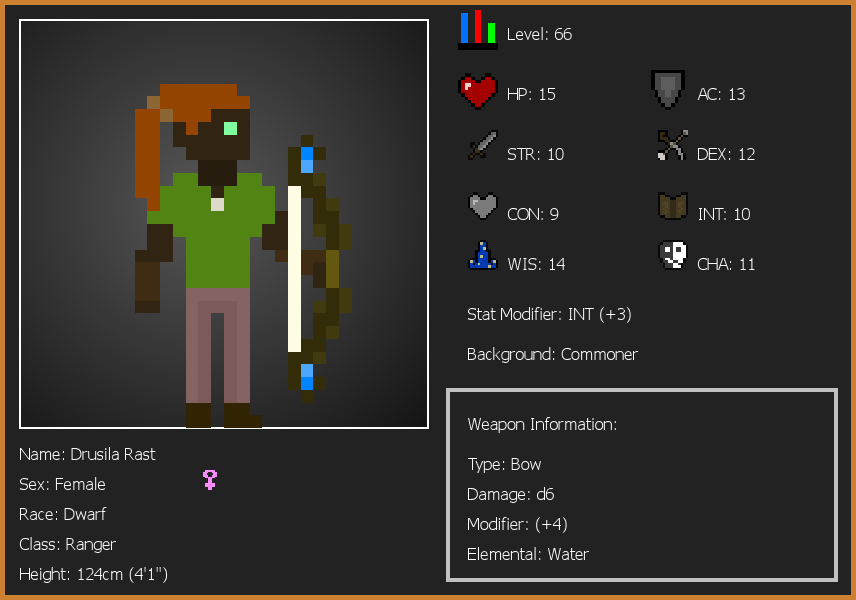 Level: 66
HP: 15
AC: 13
STR: 10
DEX: 12
CON: 9
INT: 10
WIS: 14
CHA: 11
Stat Modifier: INT (+3)
Background: Commoner
Weapon Information:
Type: Bow
Damage: d6
Modifier: (+4)
Elemental: Water
Name: Drusila Rast
Sex: Female
Race: Dwarf
Class: Ranger
Height: 124cm (4'1")